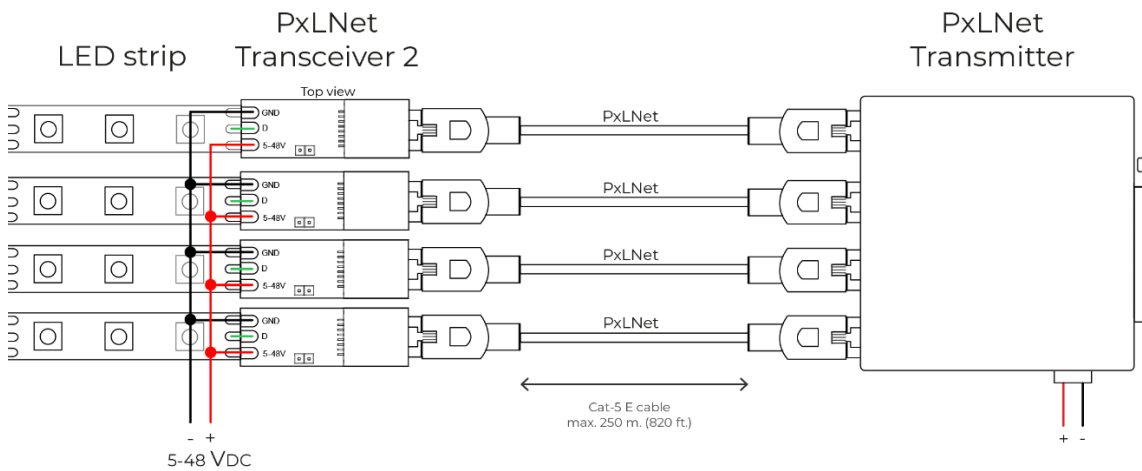 LED strip
PxLNet
Transceiver 2
PxLNet
Transmitter
Top view
GND
D
5-48V
PxLNet
GND
D
5-48V
PxLNet
GND
D
5-48V
PxLNet
GND
D
5-48V
PxLNet
Cat-5 E cable
max. 250 m. (820 ft.)
- +
5-48 VDC
+ -